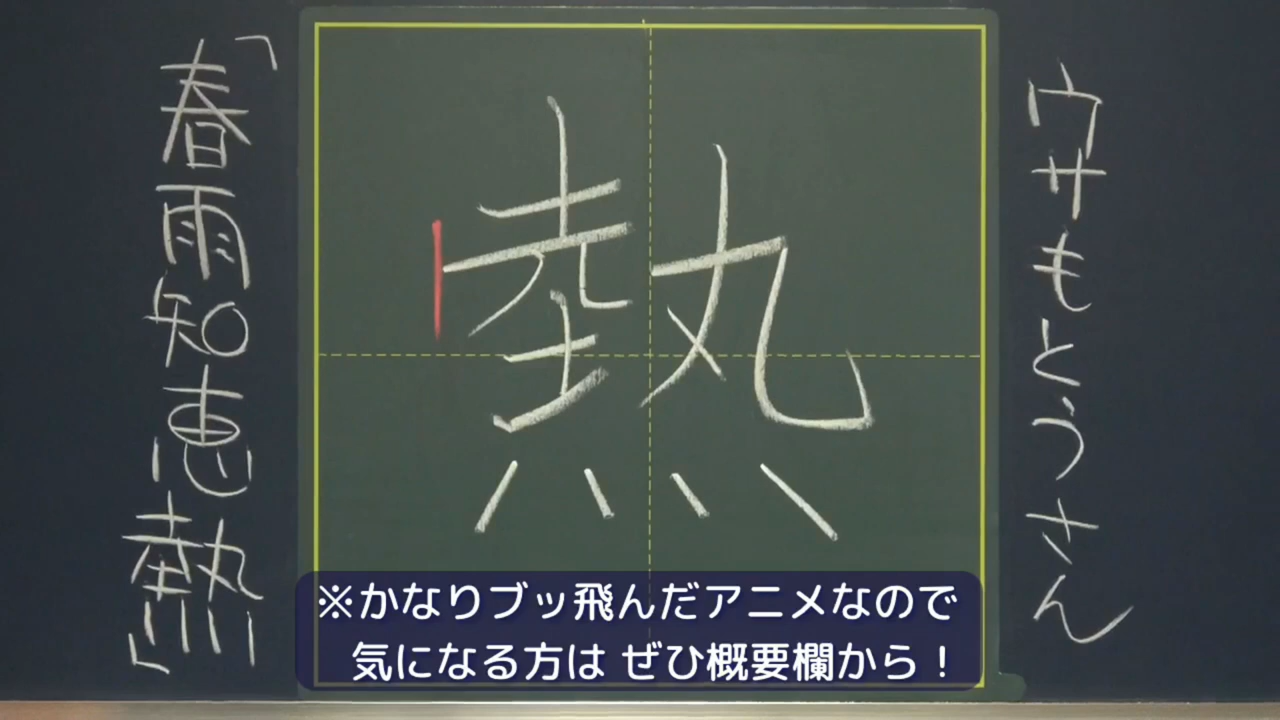 ウサもとうさん
熱
「春雨知恵熱」
※かなりブッ飛んだアニメなので
気になる方は ぜひ概要欄から！